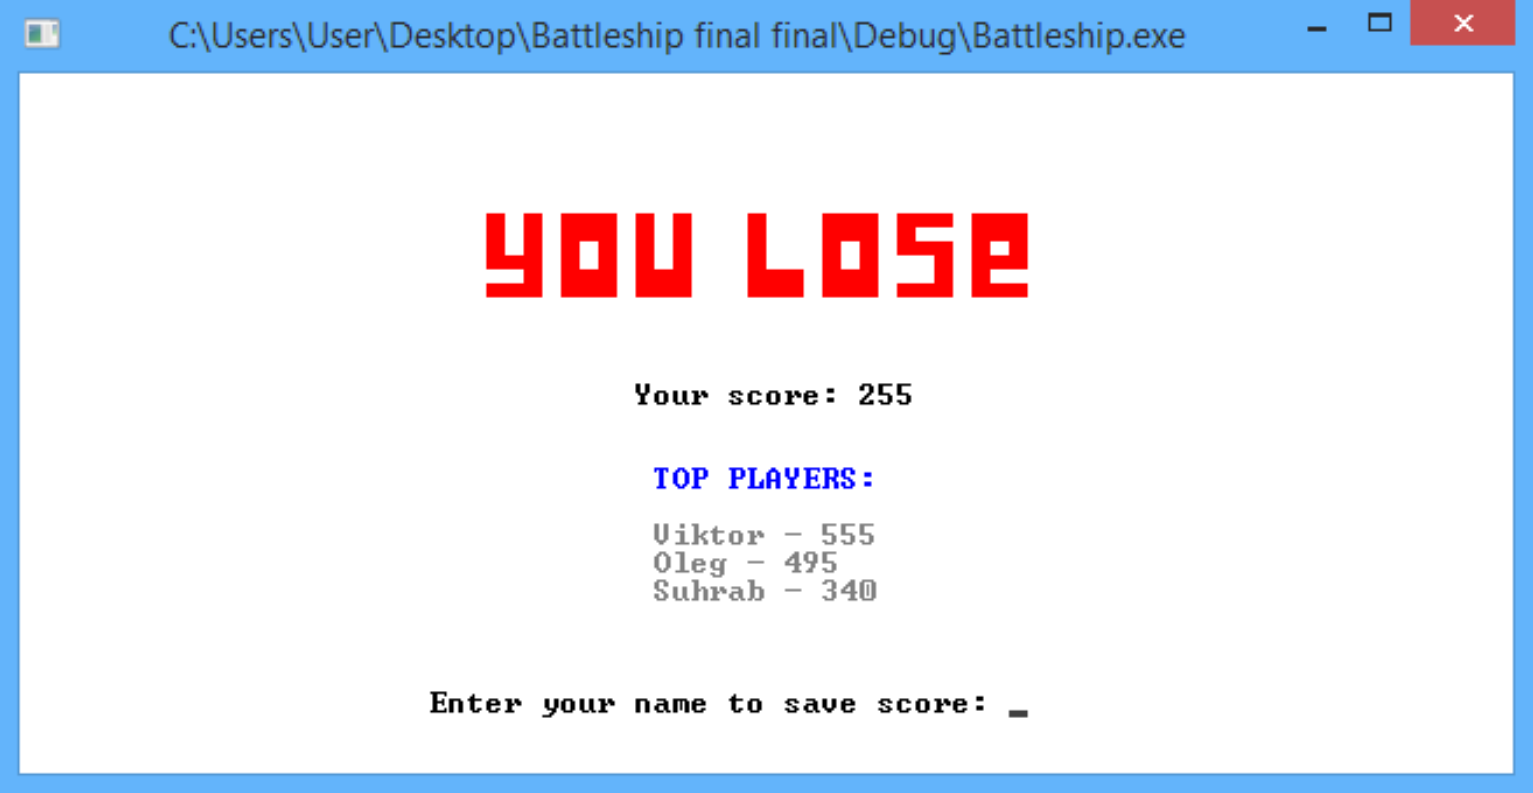 C:\Users\User\Desktop\Battleship final final\Debug\Battleship.exe
YOU LOSE
Your score: 255
TOP PLAYERS:
Viktor - 555
Oleg - 495
Suhrab - 340
Enter your name to save score: _